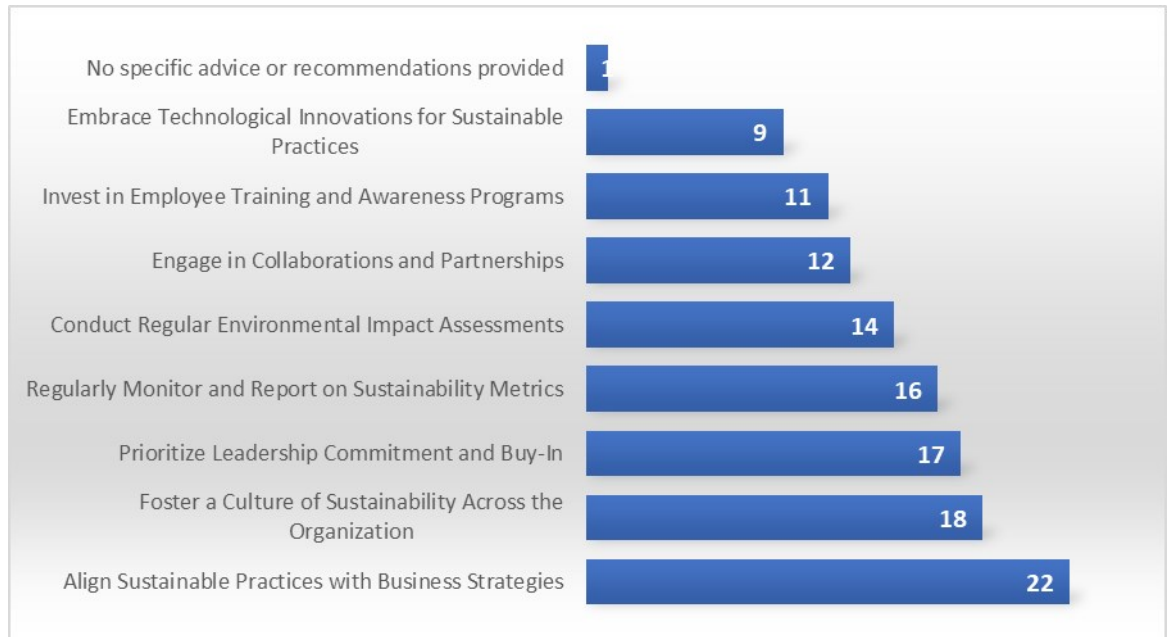 No specific advice or recommendations provided
1
Embrace Technological Innovations for Sustainable
Practices
9
Invest in Employee Training and Awareness Programs
11
Engage in Collaborations and Partnerships
12
Conduct Regular Environmental Impact Assessments
14
Regularly Monitor and Report on Sustainability Metrics
16
Prioritize Leadership Commitment and Buy-In
17
Foster a Culture of Sustainability Across the
Organization
18
Align Sustainable Practices with Business Strategies
22